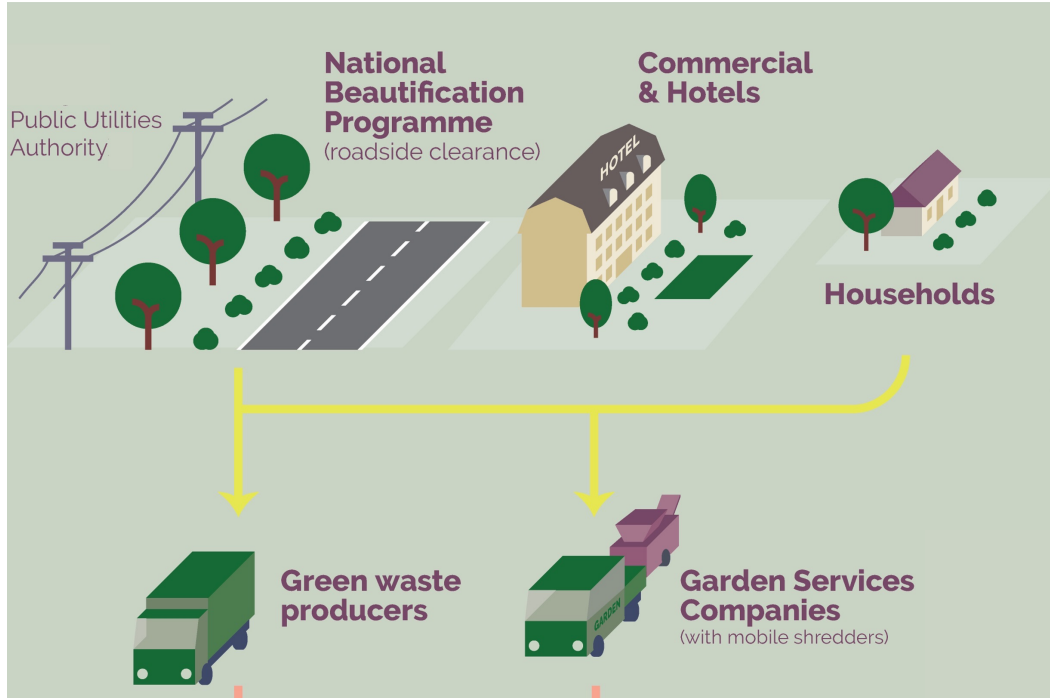 Public Utilities
Authority
National
Beautification
Programme
(roadside clearance)
Commercial
& Hotels
HOTEL
Households
Green waste
producers
GARDEN
Garden Services
Companies
(with mobile shredders)